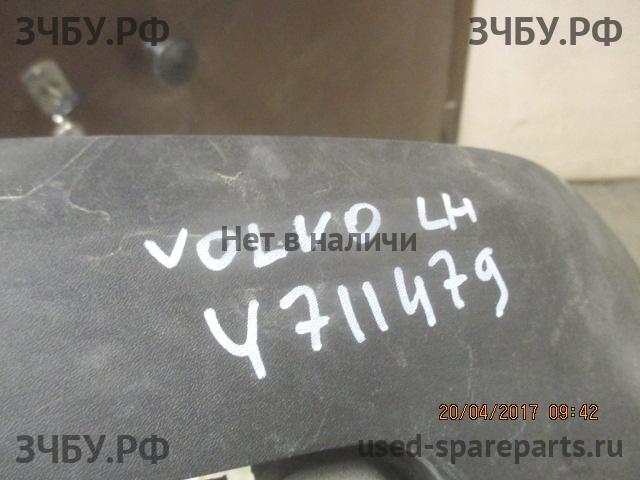 ЗЧБУ.РФ ЗЧБУ.РФ
VOLVO LH
Нет в наличи
4711479
20/04/2017 09:42
ЗЧБУ.РФ used-spareparts.ru